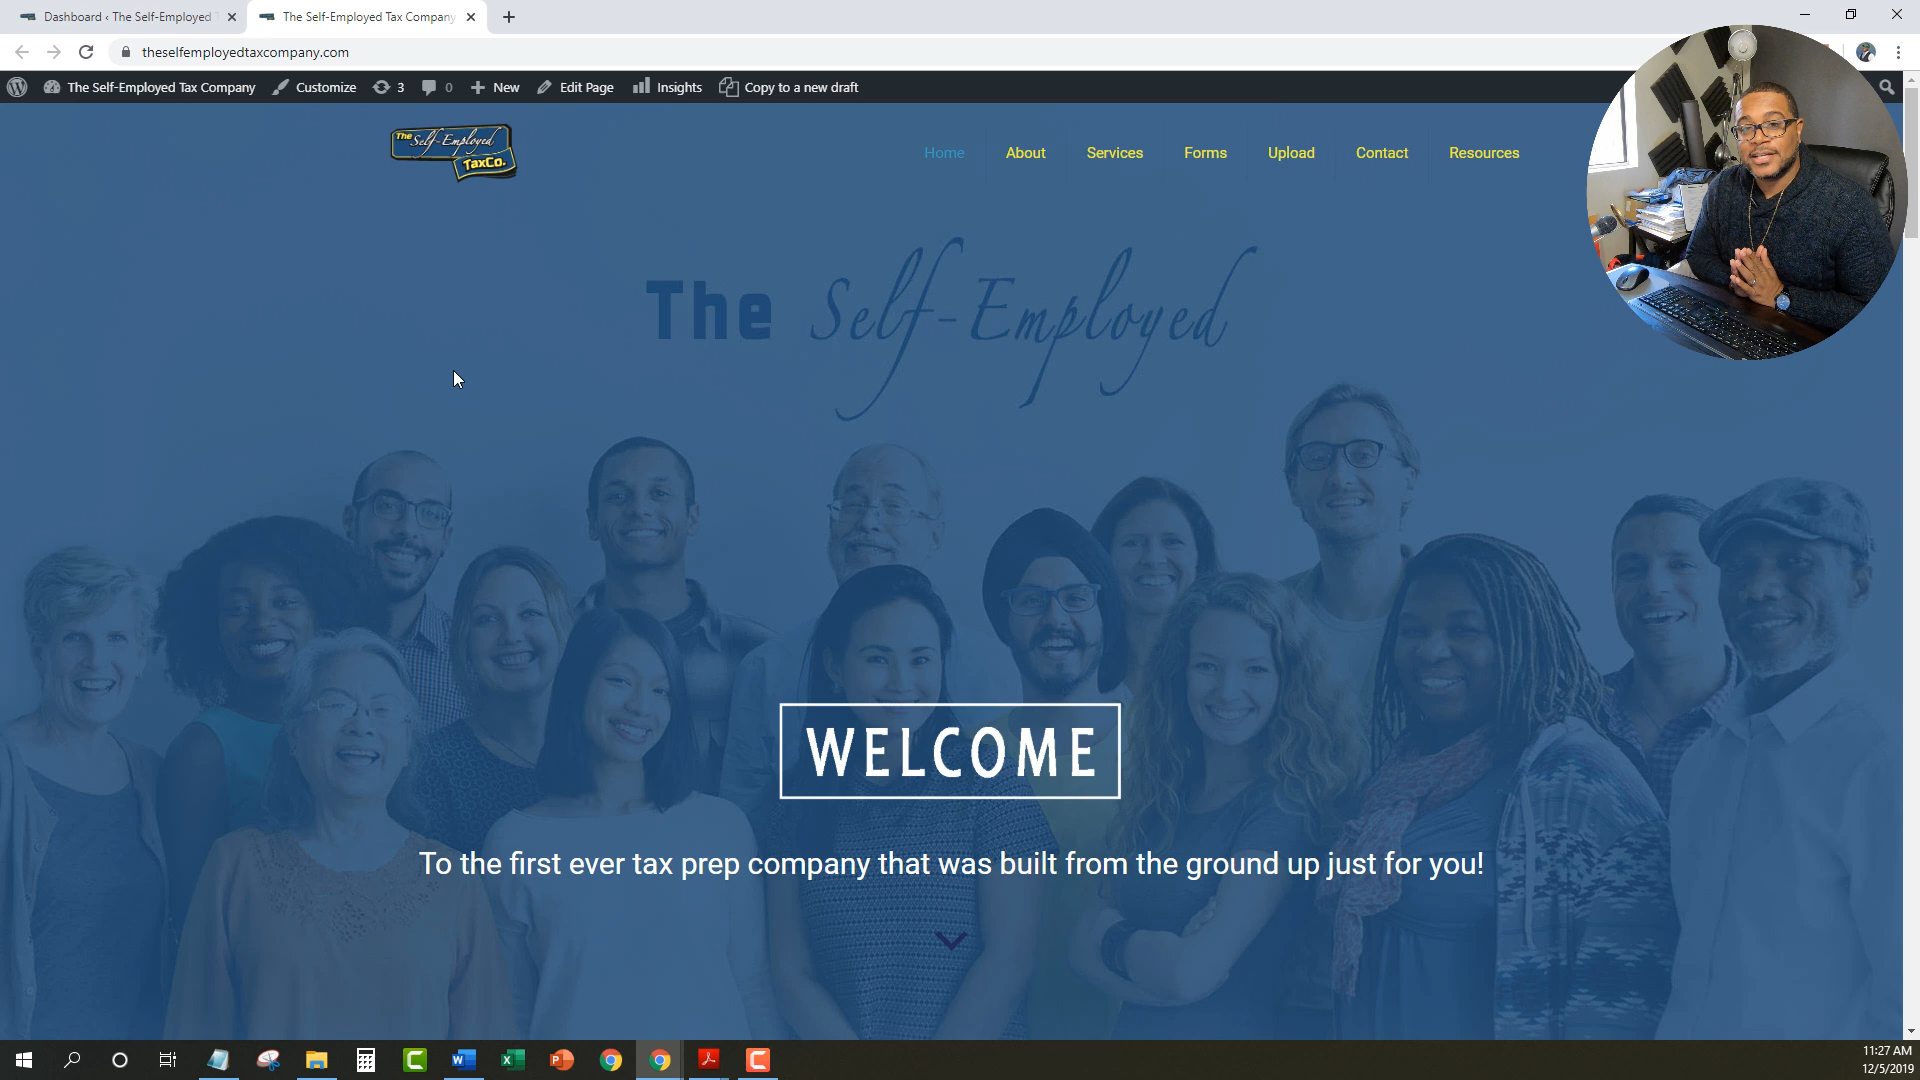 Dashboard ‹ The Self-Employed T
The Self-Employed Tax Company
theselfemployedtaxcompany.com
The Self-Employed Tax Company
Customize
3
0
New
Edit Page
Insights
Copy to a new draft
The Self-Employed
TaxCo.
Home
About
Services
Forms
Upload
Contact
Resources
The Self-Employed
WELCOME
To the first ever tax prep company that was built from the ground up just for you!
11:27 AM
12/5/2019